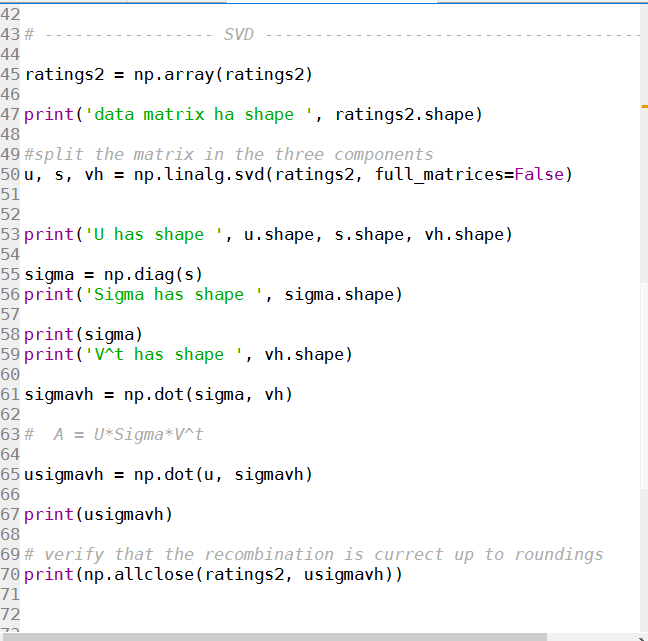 42
43 # ----------------- SVD --------------------------------------
44
45 ratings2 = np.array(ratings2)
46
47 print('data matrix ha shape ', ratings2.shape)
48
49 #split the matrix in the three components
50 u, s, vh = np.linalg.svd(ratings2, full_matrices=False)
51
52
53 print('U has shape ', u.shape, s.shape, vh.shape)
54
55 sigma = np.diag(s)
56 print('Sigma has shape ', sigma.shape)
57
58 print(sigma)
59 print('V^t has shape ', vh.shape)
60
61 sigmavh = np.dot(sigma, vh)
62
63 #  A = U*Sigma*V^t
64
65 usigmavh = np.dot(u, sigmavh)
66
67 print(usigmavh)
68
69 # verify that the recombination is currect up to roundings
70 print(np.allclose(ratings2, usigmavh))
71
72